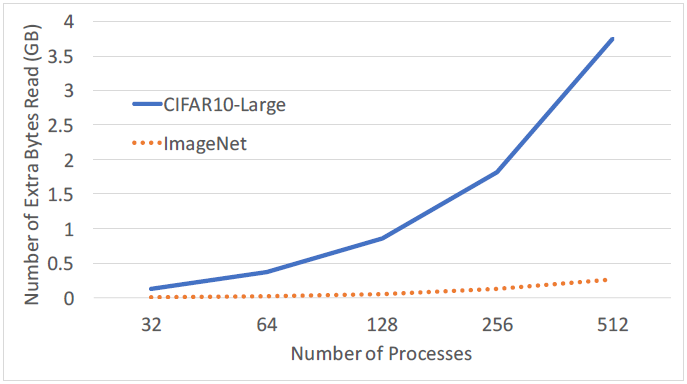 Number of Extra Bytes Read (GB)
4
3.5
3
2.5
2
1.5
1
0.5
0
CIFAR10-Large
ImageNet
32 64 128 256 512
Number of Processes